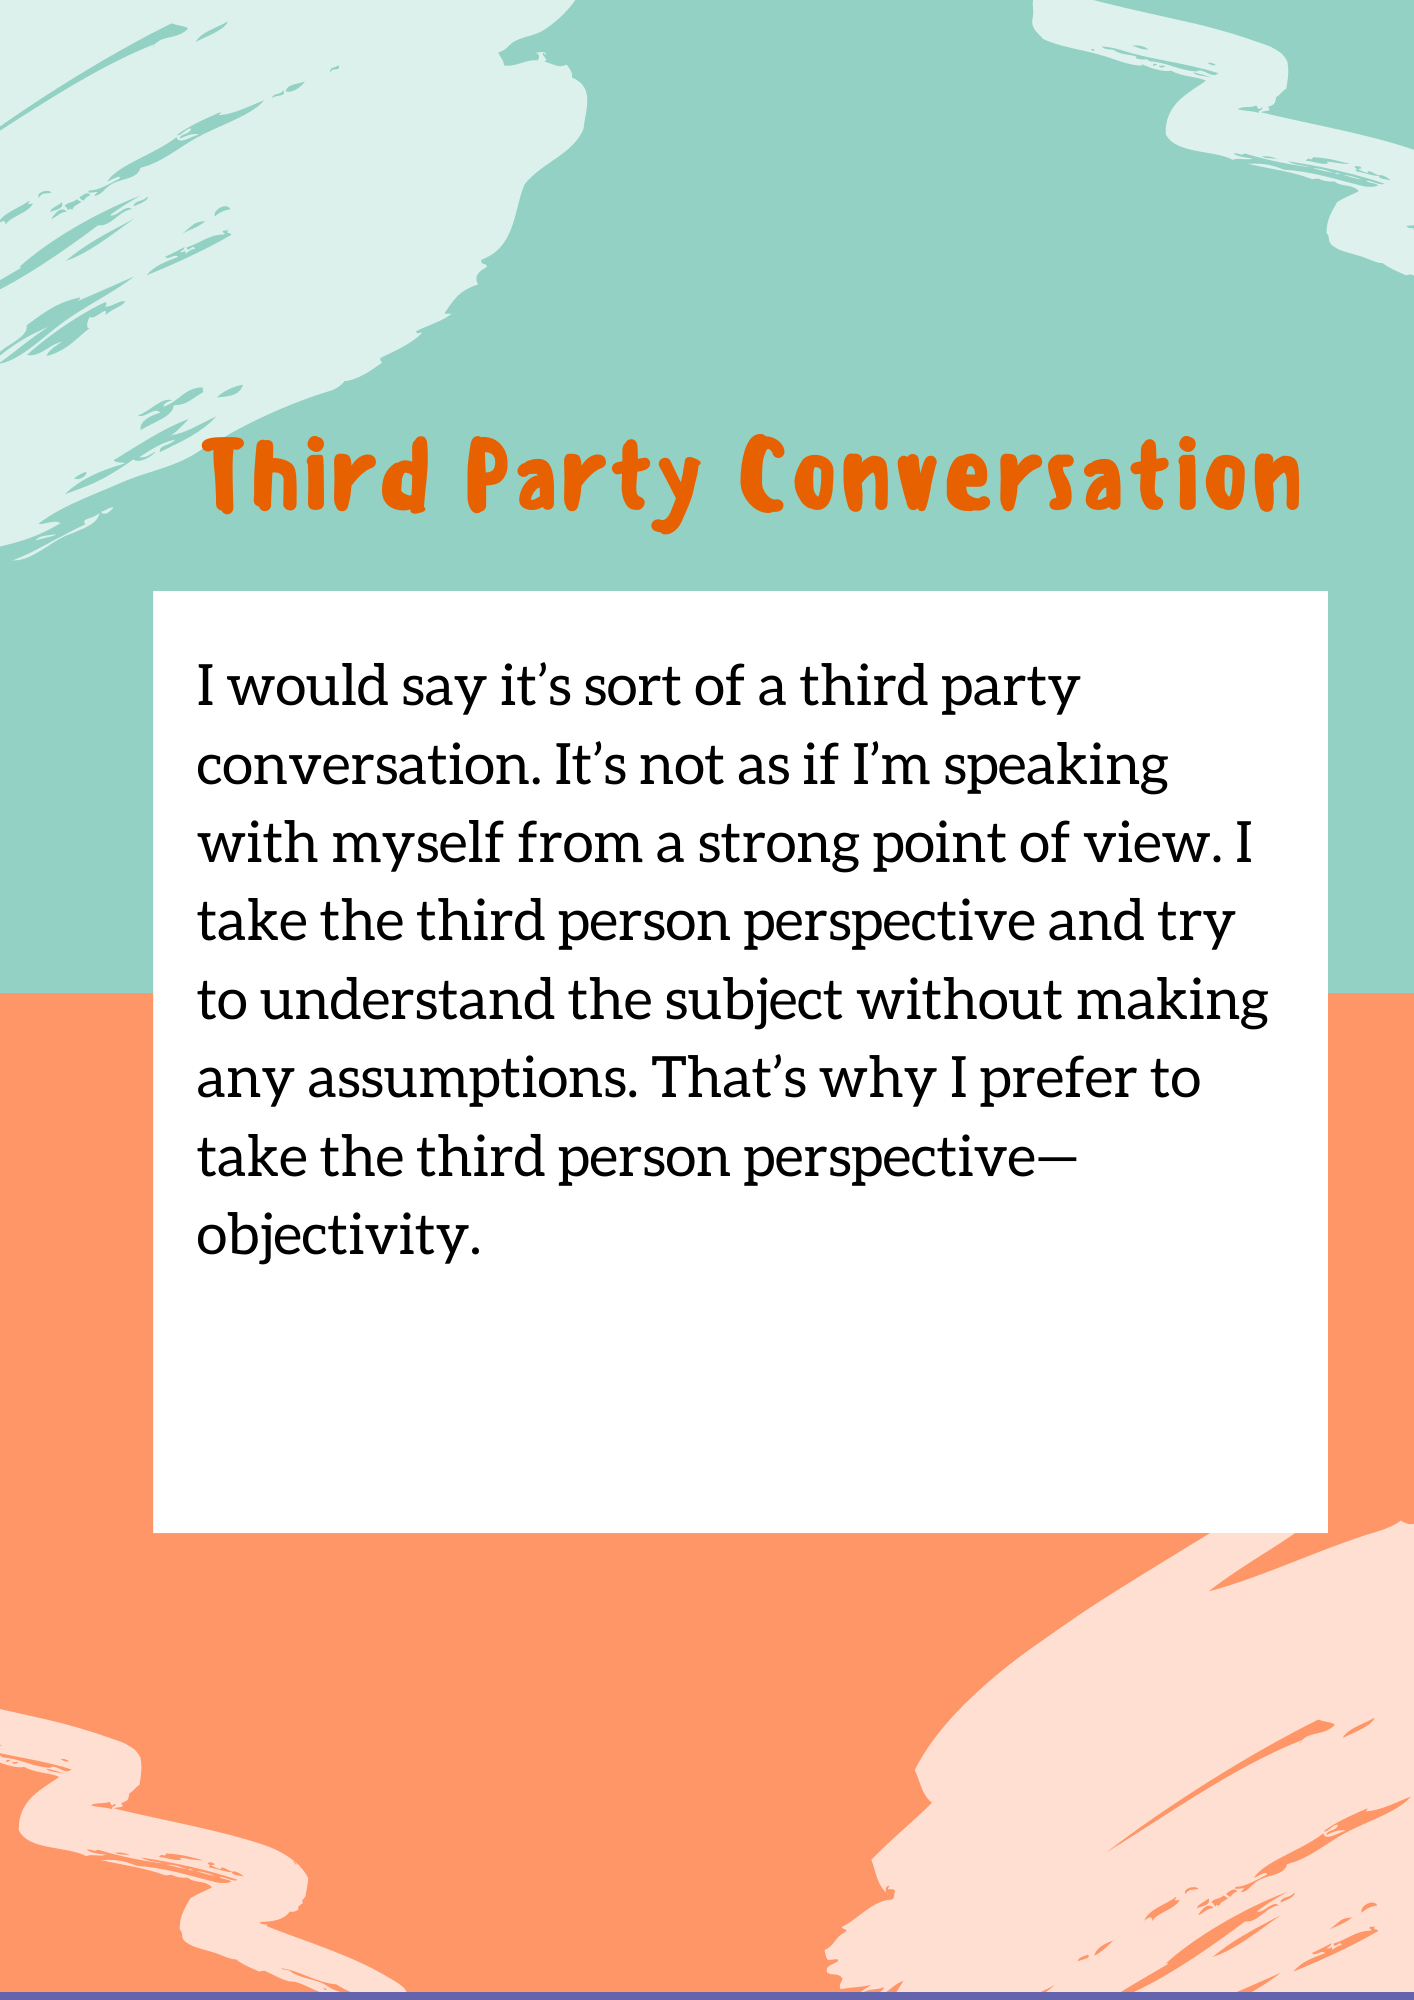 Third Party Conversation
I would say it’s sort of a third party
conversation. It’s not as if I’m speaking
with myself from a strong point of view. I
take the third person perspective and try
to understand the subject without making
any assumptions. That’s why I prefer to
take the third person perspective—
objectivity.